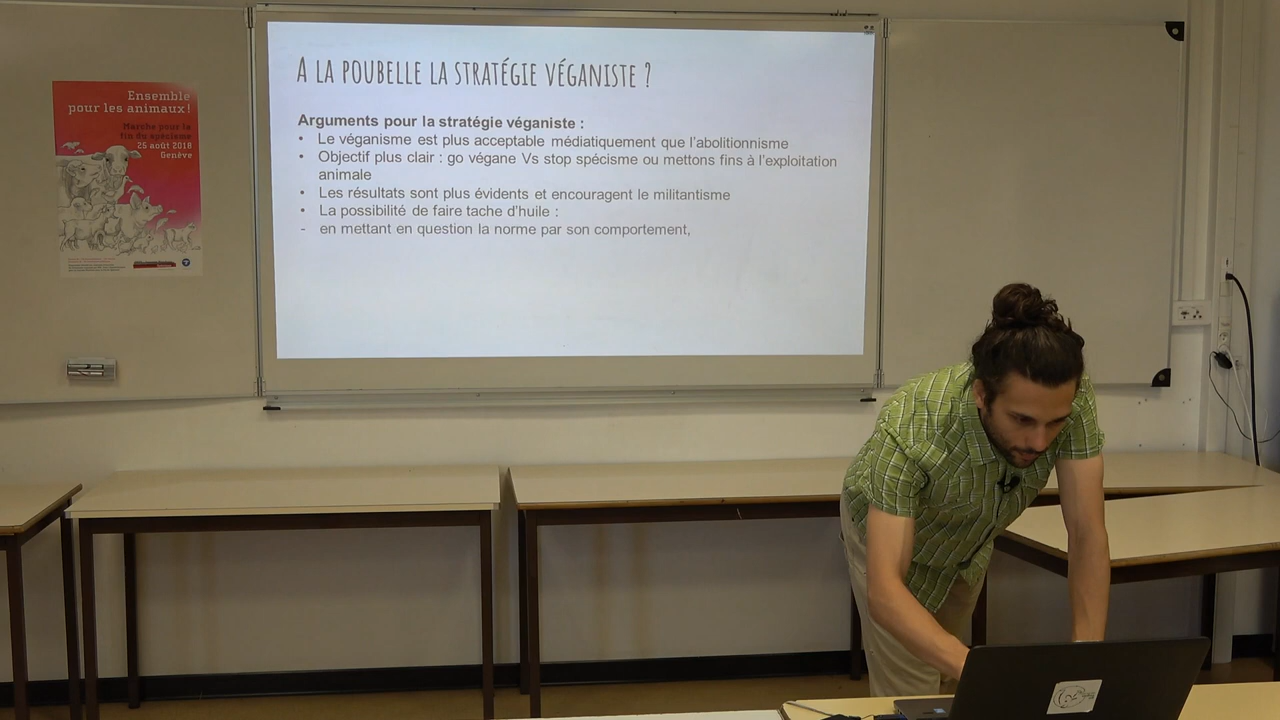 Ensemble
pour les animaux!
Marche pour la
fin du spécisme
25 août 2018
Genève
A LA POUBELLE LA STRATÉGIE VÉGANISTE ?
Arguments pour la stratégie véganiste :
• Le véganisme est plus acceptable médiatiquement que l'abolitionnisme
• Objectif plus clair : go végane Vs stop spécisme ou mettons fins à l'exploitation
animale
• Les résultats sont plus évidents et encouragent le militantisme
• La possibilité de faire tache d'huile :
- en mettant en question la norme par son comportement,